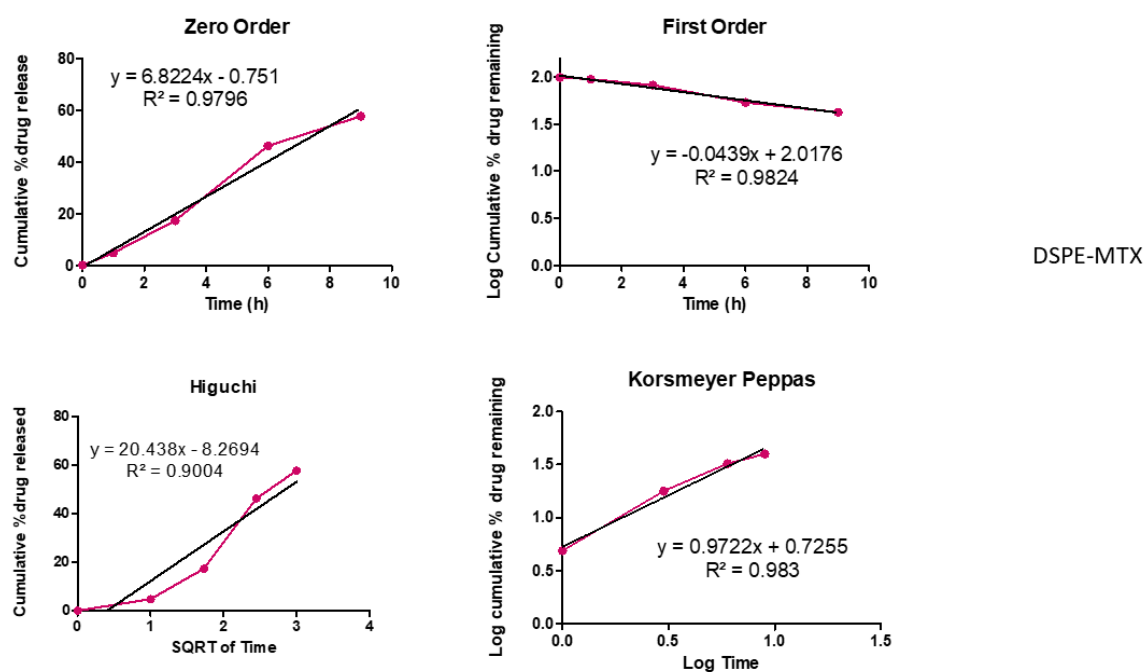 Zero Order
Cumulative %drug release
80
60
40
20
0
y = 6.8224x - 0.751
R² = 0.9796
0 2 4 6 8 10
Time (h)
First Order
Log Cumulative % drug remaining
2.0
1.5
1.0
0.5
0.0
y = -0.0439x + 2.0176
R² = 0.9824
0 2 4 6 8 10
Time (h)
DSPE-MTX
Higuchi
Cumulative %drug released
80
60
40
20
0
y = 20.438x - 8.2694
R² = 0.9004
0 1 2 3 4
SQRT of Time
Korsmeyer Peppas
Log cumulative % drug remaining
2.0
1.5
1.0
0.5
0.0
y = 0.9722x + 0.7255
R² = 0.983
0.0 0.5 1.0 1.5
Log Time